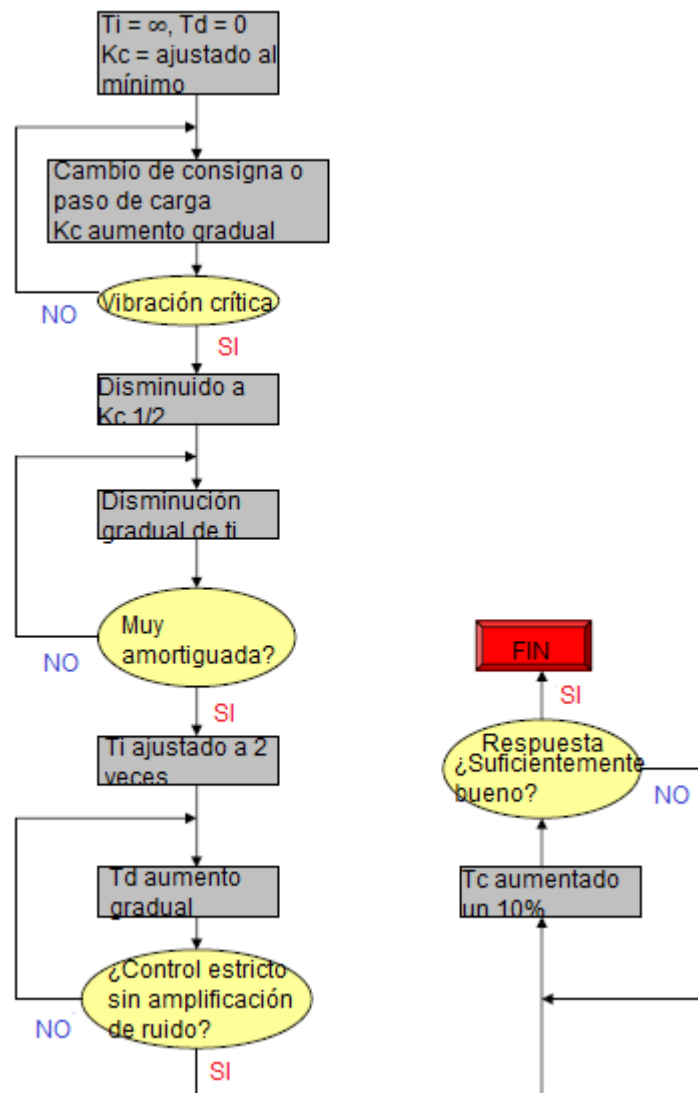 Ti = ∞, Td = 0
Kc = ajustado al
mínimo
Cambio de consigna o
paso de carga
Kc aumento gradual
Vibración crítica
NO
SI
Disminuido a
Kc 1/2
Disminución
gradual de ti
Muy
amortiguada?
NO
SI
Ti ajustado a 2
veces
Td aumento
gradual
¿Control estricto
sin amplificación
de ruido?
NO
SI
FIN
SI
Respuesta
¿Suficientemente
bueno?
NO
Tc aumentado
un 10%